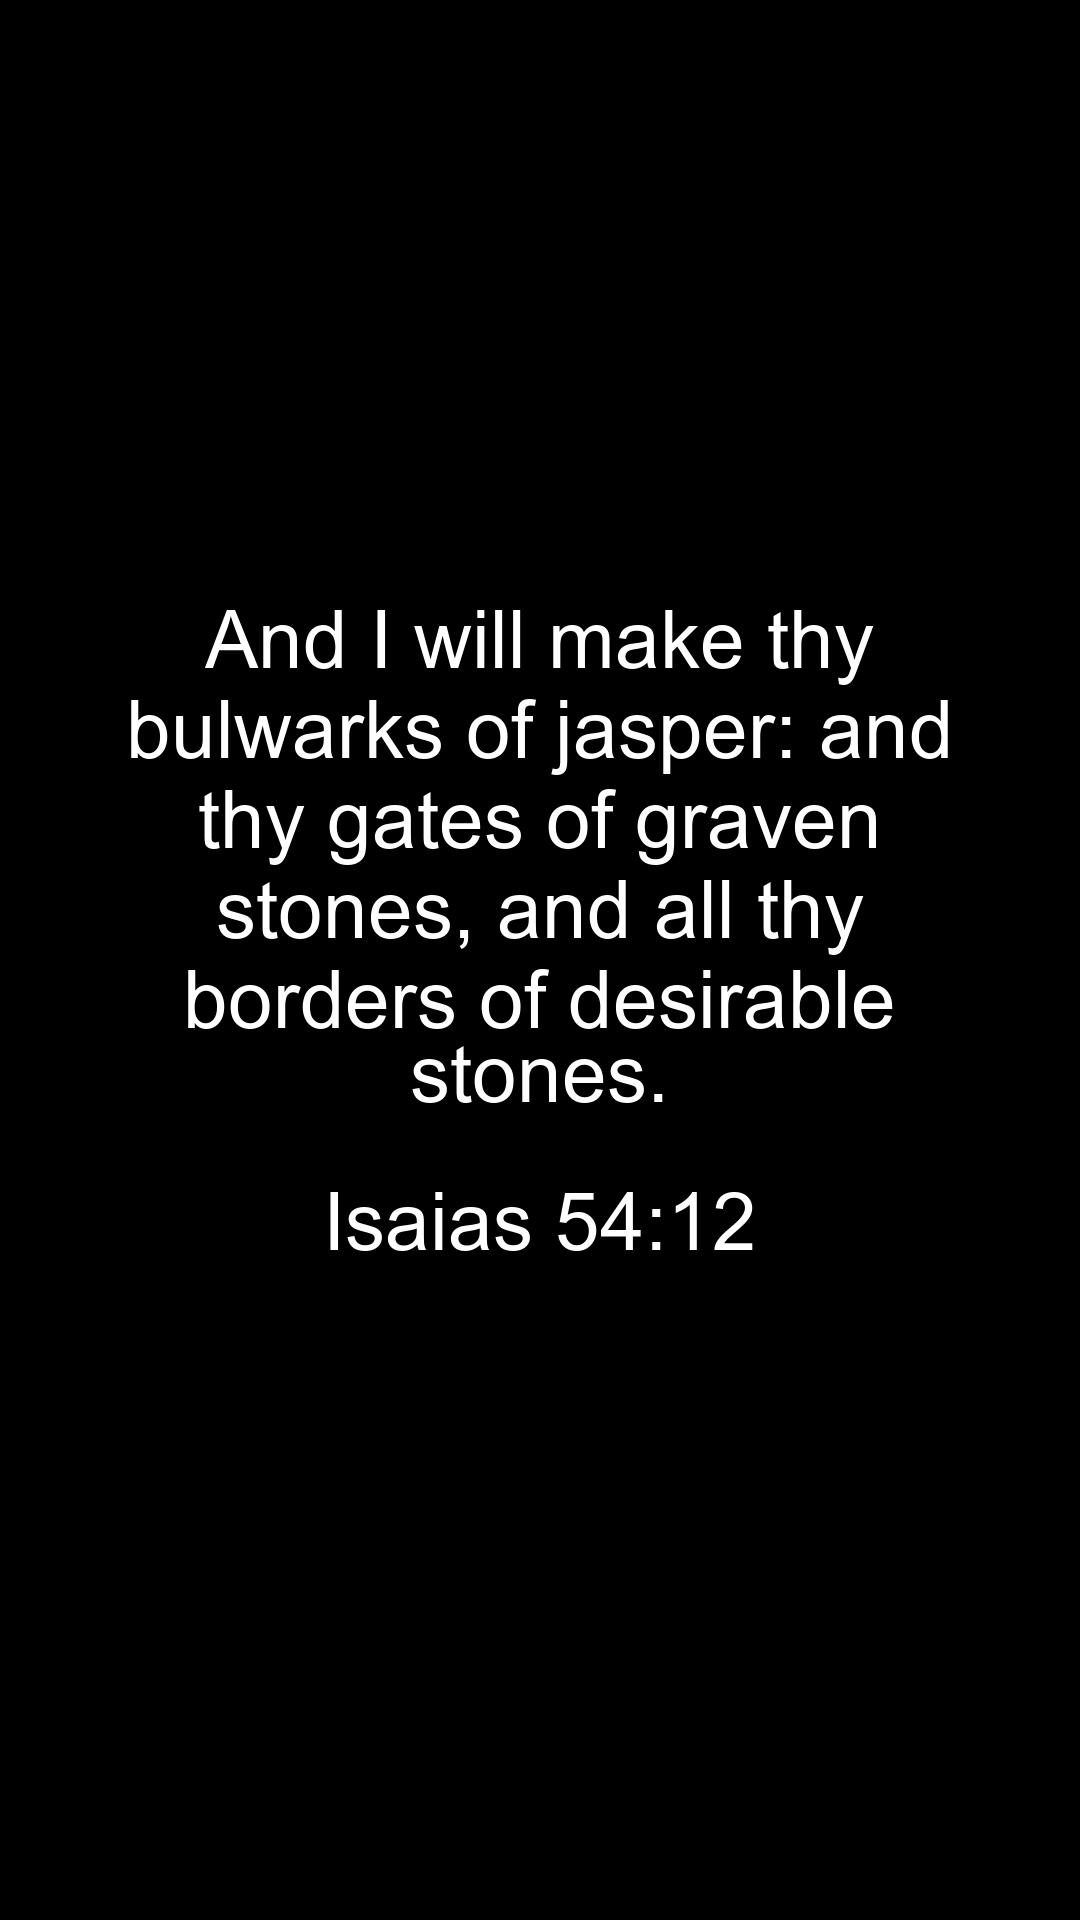 And I will make thy
bulwarks of jasper: and
thy gates of graven
stones, and all thy
borders of desirable
stones.
Isaias 54:12